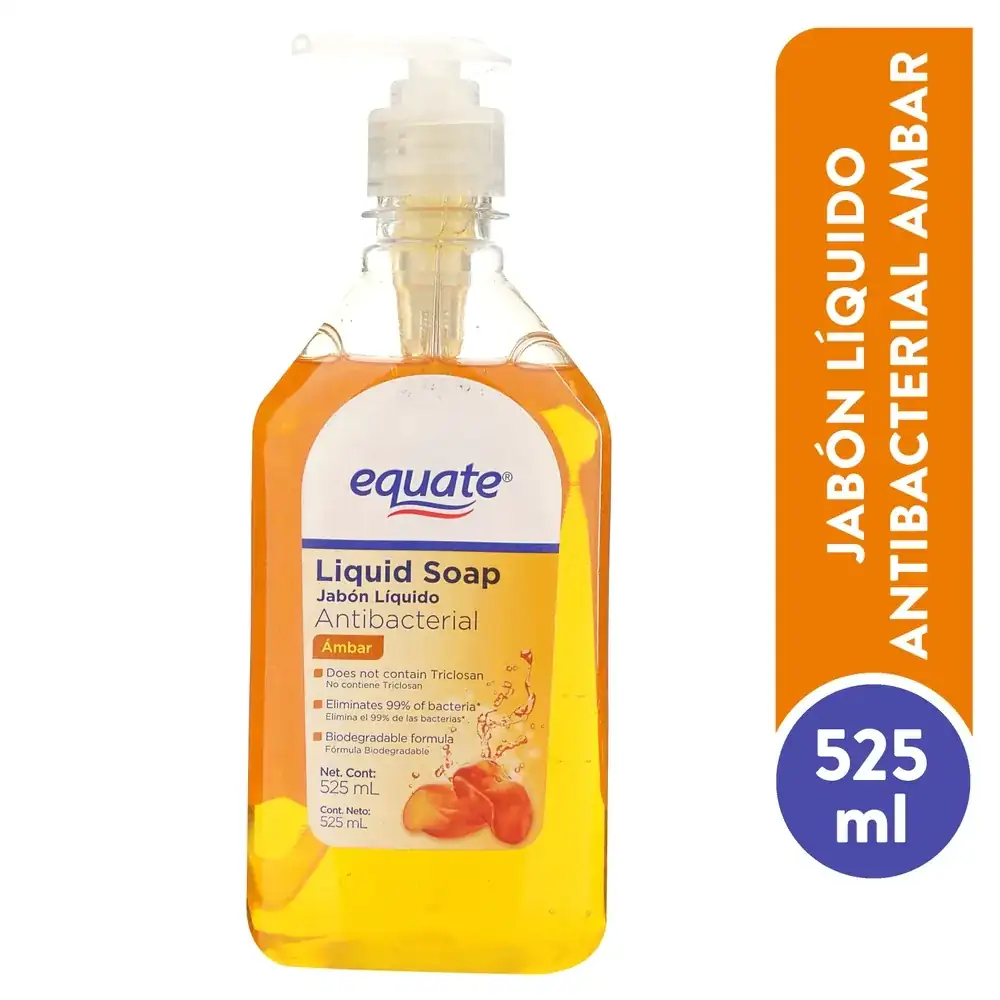 equate®
Liquid Soap
Jabón Líquido
Antibacterial
Ámbar
Does not contain Triclosan
No contiene Triclosan
Eliminates 99% of bacteria*
Elimina el 99% de las bacterias*
Biodegradable formula
Fórmula Biodegradable
Net. Cont:
525 mL
Cont. Neto:
525 mL
JABÓN LÍQUIDO
ANTIBACTERIAL AMBAR
525
ml